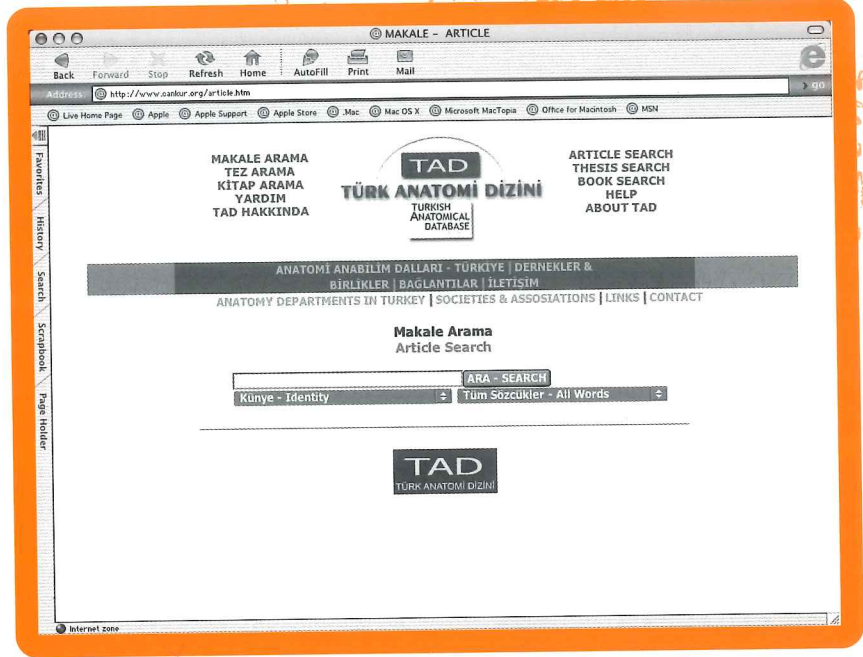 MAKALE - ARTICLE
Back Forward Stop Refresh Home AutoFill Print Mail
Address http://www.cankur.org/article.htm go
Live Home Page Apple Apple Support Apple Store .Mac Mac OS X Microsoft MacTopia Office for Macintosh MSN
Favorites
History
Search
Scrapbook
Page Holder
MAKALE ARAMA
TEZ ARAMA
KİTAP ARAMA
YARDIM
TAD HAKKINDA
TAD
TÜRK ANATOMİ DİZİNİ
TURKISH
ANATOMICAL
DATABASE
ARTICLE SEARCH
THESIS SEARCH
BOOK SEARCH
HELP
ABOUT TAD
ANATOMİ ANABİLİM DALLARI - TÜRKİYE | DERNEKLER &
BİRLİKLER | BAĞLANTILAR | İLETİŞİM
ANATOMY DEPARTMENTS IN TURKEY | SOCIETIES & ASSOSIATIONS | LINKS | CONTACT
Makale Arama
Article Search
ARA - SEARCH
Künye - Identity Tüm Sözcükler - All Words
TAD
TÜRK ANATOMİ DİZİNİ
Internet zone